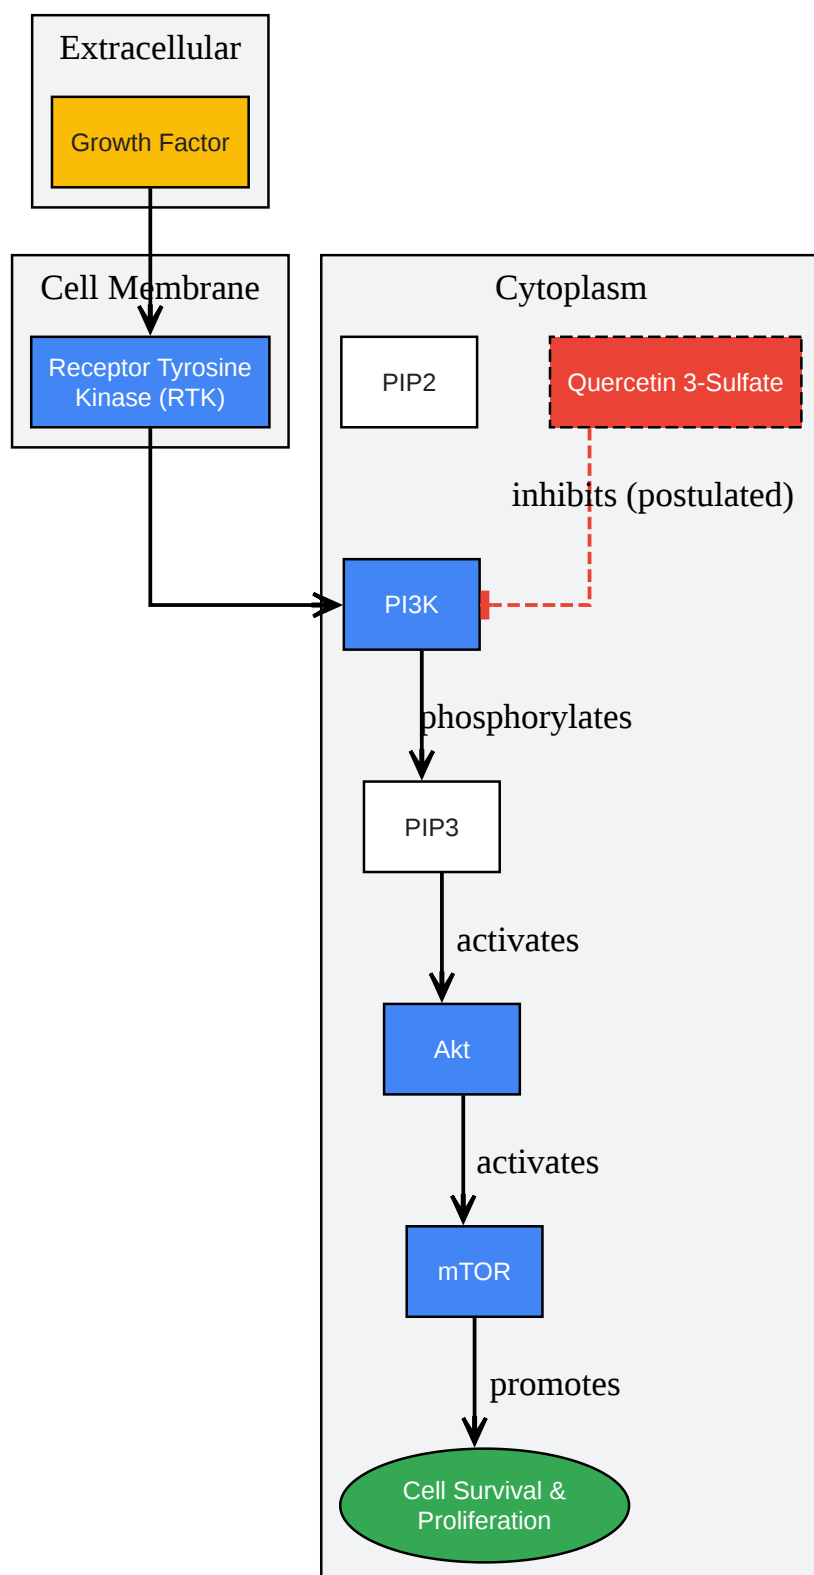 Extracellular
Growth Factor
Cell Membrane
Receptor Tyrosine
Kinase (RTK)
Cytoplasm
PIP2
Quercetin 3-Sulfate
inhibits (postulated)
PI3K
phosphorylates
PIP3
activates
Akt
activates
mTOR
promotes
Cell Survival &
Proliferation